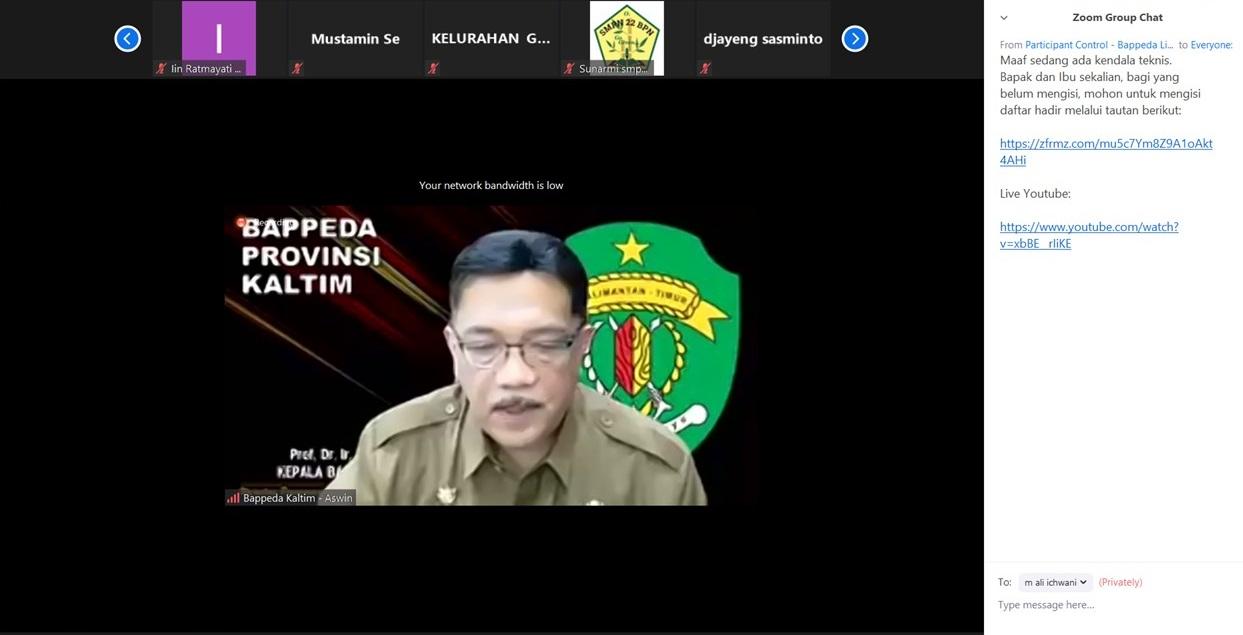 I
Iin Ratmayati ...
Mustamin Se
KELURAHAN G...
SMAN 22 BPN
Sunarmi smp...
djayeng sasminto
Your network bandwidth is low
BAPPEDA
PROVINSI
KALTIM
KALIMANTAN - TIMUR
Prof. Dr. Ir.
KEPALA BA
Bappeda Kaltim - Aswin
Zoom Group Chat
From Participant Control - Bappeda Li... to Everyone:
Maaf sedang ada kendala teknis.
Bapak dan Ibu sekalian, bagi yang
belum mengisi, mohon untuk mengisi
daftar hadir melalui tautan berikut:
https://zfrmz.com/mu5c7Ym8Z9A1oAkt
4AHi
Live Youtube:
https://www.youtube.com/watch?
v=xbBE_rIiKE
To: m ali ichwani (Privately)
Type message here...